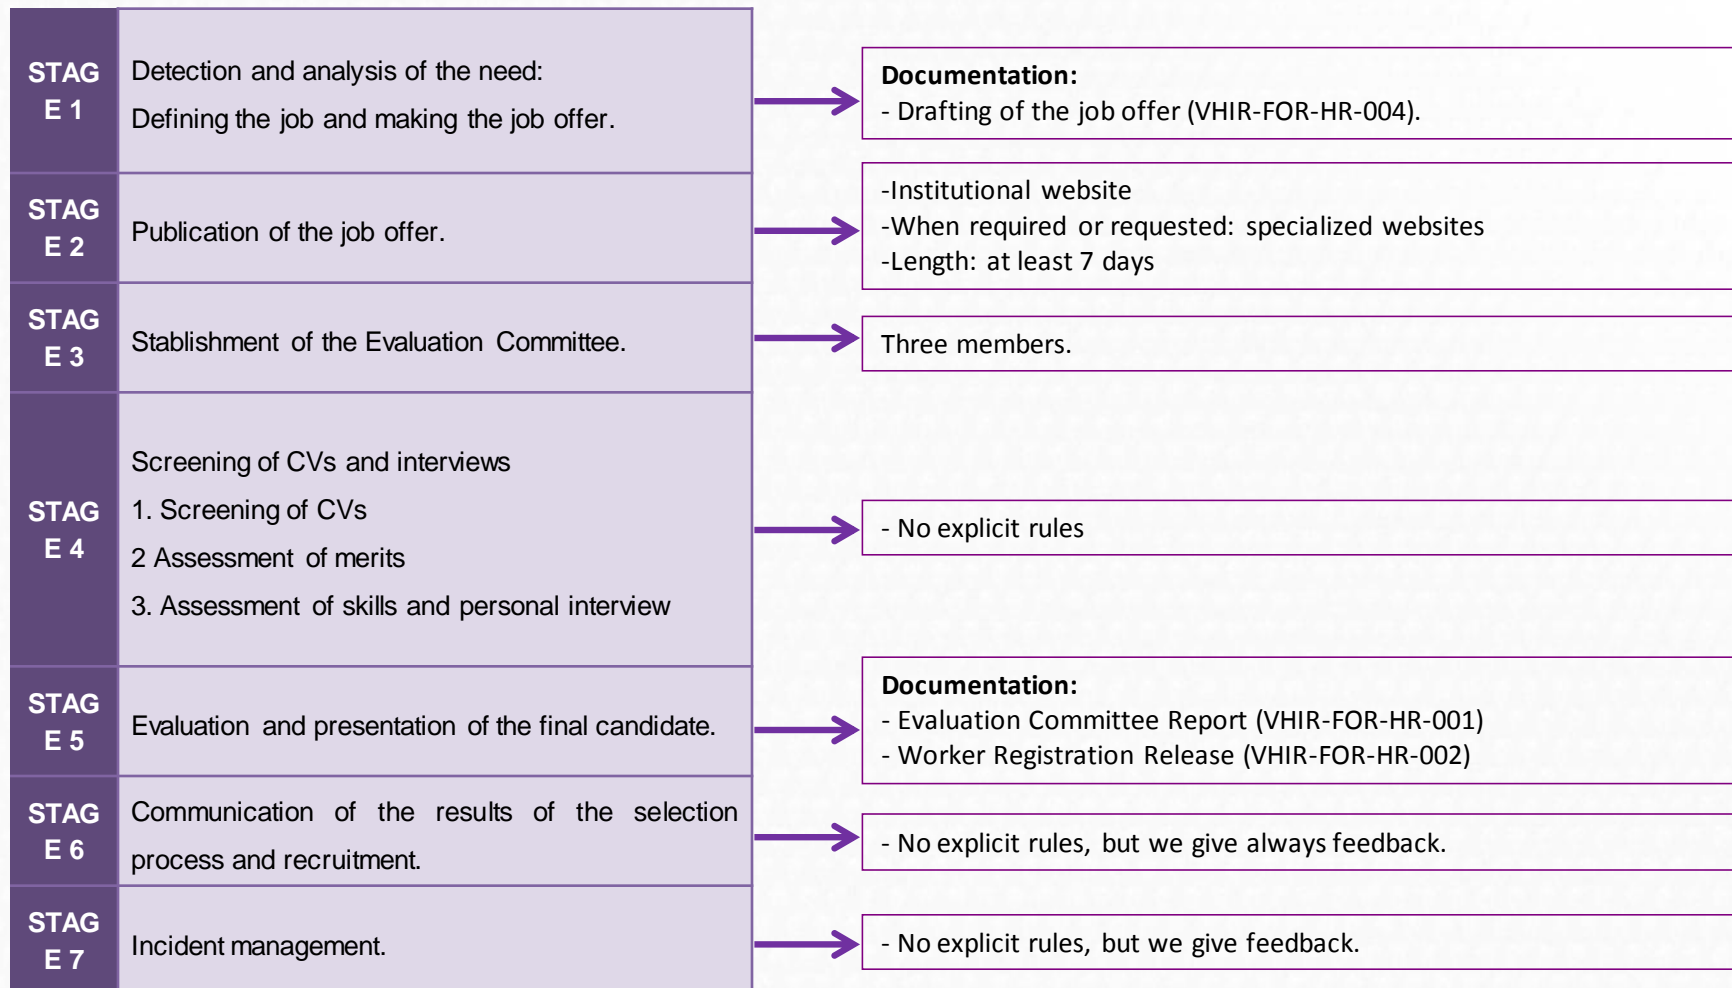 STAG
E 1
Detection and analysis of the need:
Defining the job and making the job offer.
Documentation:
- Drafting of the job offer (VHIR-FOR-HR-004).
STAG
E 2
Publication of the job offer.
-Institutional website
-When required or requested: specialized websites
-Length: at least 7 days
STAG
E 3
Stablishment of the Evaluation Committee.
Three members.
STAG
E 4
Screening of CVs and interviews
1. Screening of CVs
2 Assessment of merits
3. Assessment of skills and personal interview
- No explicit rules
STAG
E 5
Evaluation and presentation of the final candidate.
Documentation:
- Evaluation Committee Report (VHIR-FOR-HR-001)
- Worker Registration Release (VHIR-FOR-HR-002)
STAG
E 6
Communication of the results of the selection
process and recruitment.
- No explicit rules, but we give always feedback.
STAG
E 7
Incident management.
- No explicit rules, but we give feedback.